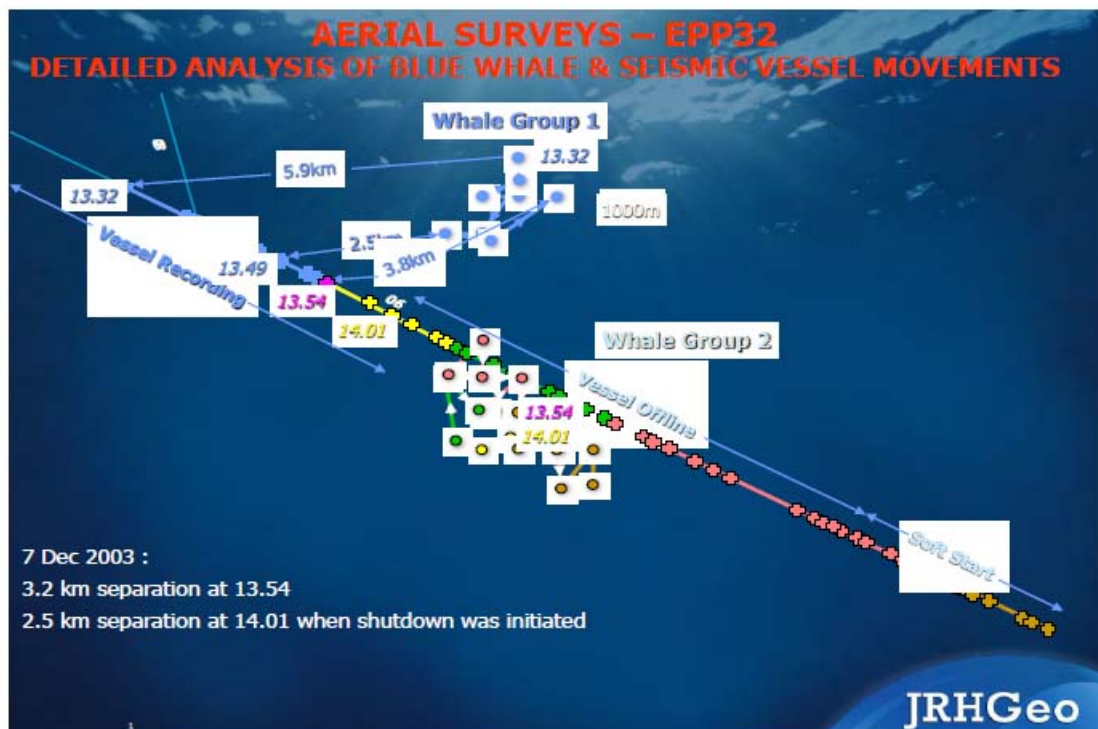 AERIAL SURVEYS – EPP32
DETAILED ANALYSIS OF BLUE WHALE & SEISMIC VESSEL MOVEMENTS
Whale Group 1
13.32
5.9km
13.32
1000m
Vessel Recording
2.5km
3.8km
13.49
13.54
14.01
Whale Group 2
Vessel Offline
13.54
14.01
Soft Start
7 Dec 2003 :
3.2 km separation at 13.54
2.5 km separation at 14.01 when shutdown was initiated
JRHGeo
1